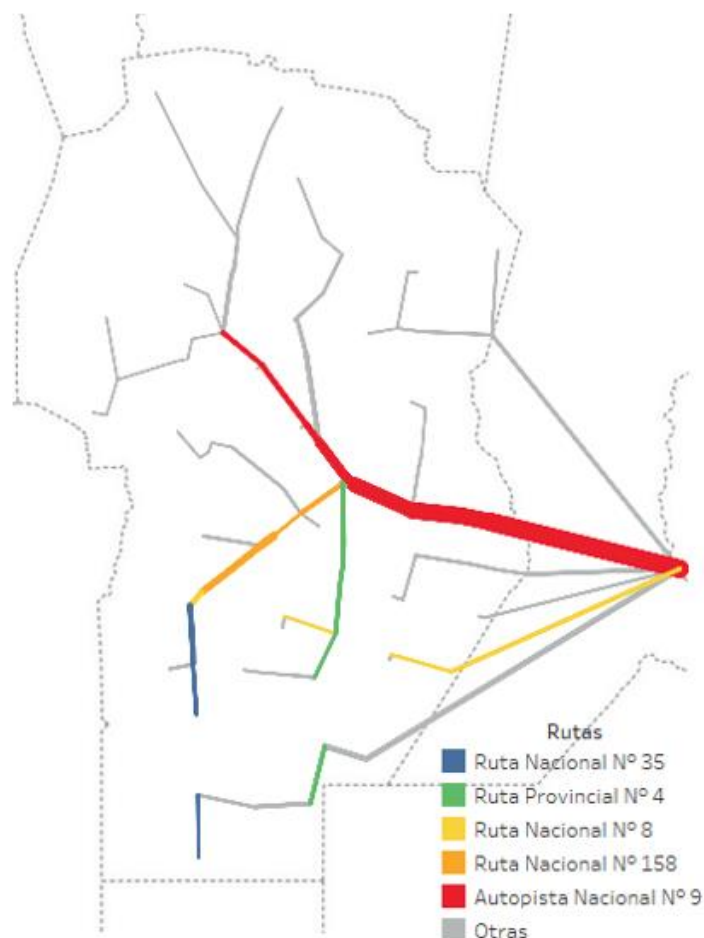 Rutas
Ruta Nacional Nº 35
Ruta Provincial Nº 4
Ruta Nacional Nº 8
Ruta Nacional Nº 158
Autopista Nacional Nº 9
Otras